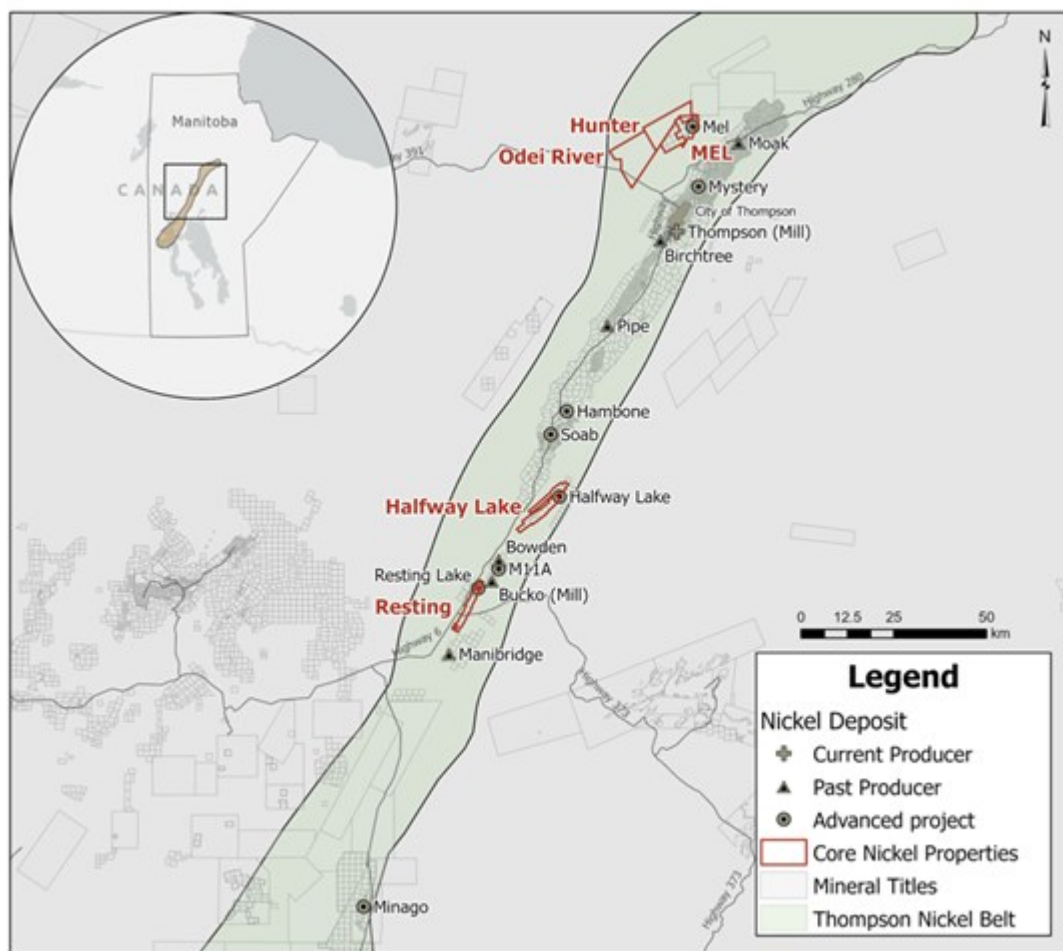 Manitoba
CANADA
N
Highway 280
Hunter
Mel
Odei River
MEL
Moak
391
Mystery
City of Thompson
Thompson (Mill)
Birchtree
Pipe
Hambone
Soab
Halfway Lake
Halfway Lake
Bowden
M11A
Resting Lake
Bucko (Mill)
Resting
Highway 6
Manibridge
Highway 373
Highway 373
Minago
0 12.5 25 50
km
Legend
Nickel Deposit
Current Producer
Past Producer
Advanced project
Core Nickel Properties
Mineral Titles
Thompson Nickel Belt